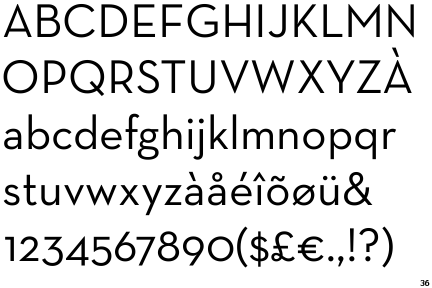 ABCDEFGHIJKLMN
OPQRSTUVWXYZÀ
abcdefghijklmnopqr
stuvwxyzàåéîõøü&
1234567890($£€.,!?)
36